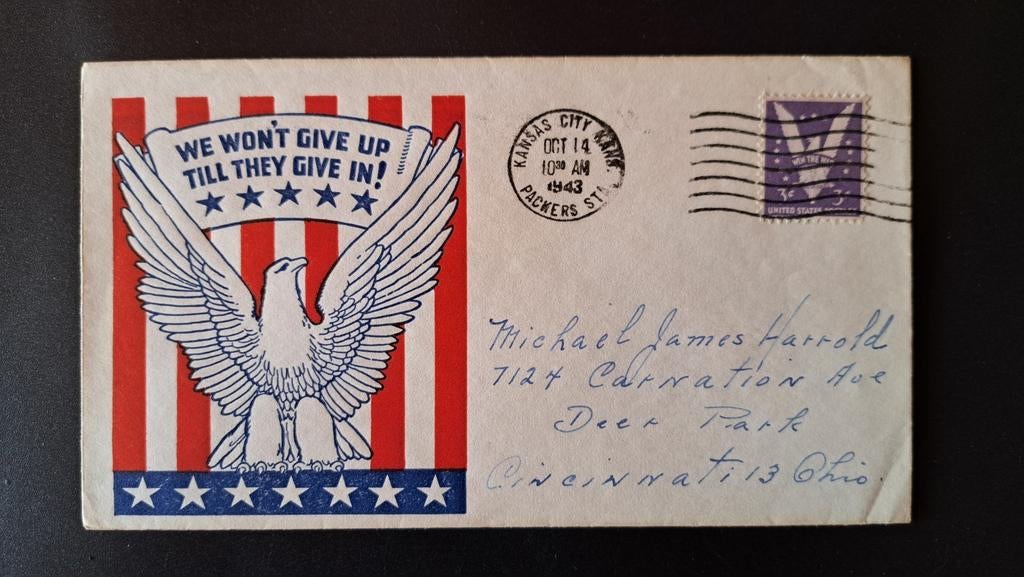 WE WON'T GIVE UP
TILL THEY GIVE IN!
KANSAS CITY KANS.
OCT 14
10³⁰ AM
1943
PACKERS STA.
WIN THE WAR
3¢ 3¢
UNITED STATES POSTAGE
Michael James Harrold
7124 Carnation Ave
Deer Park
Cincinnati 13 Ohio.